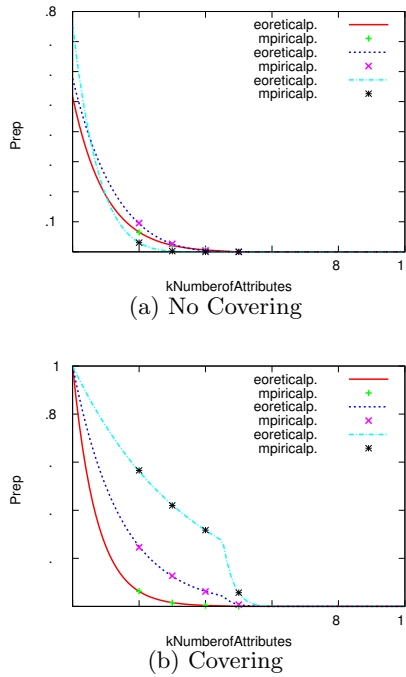 .8
eoreticalp.
mpiricalp.
eoreticalp.
mpiricalp.
eoreticalp.
mpiricalp.
Prep
.1
8 1
kNumberofAttributes
(a) No Covering
1
eoreticalp.
mpiricalp.
.8
eoreticalp.
mpiricalp.
eoreticalp.
mpiricalp.
.
Prep
.
8 1
kNumberofAttributes
(b) Covering